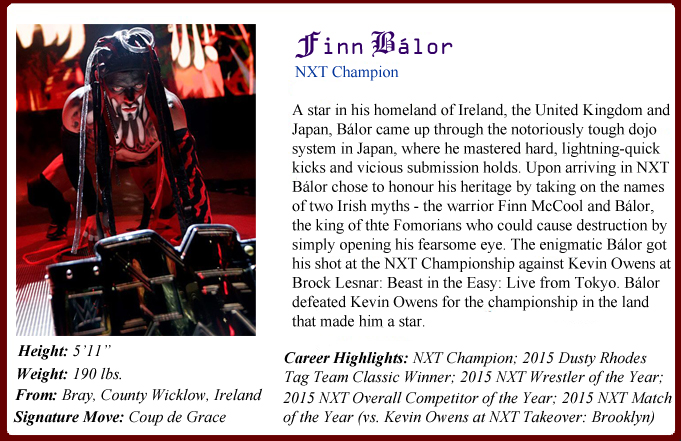 Finn Bálor
NXT Champion
A star in his homeland of Ireland, the United Kingdom and
Japan, Bálor came up through the notoriously tough dojo
system in Japan, where he mastered hard, lightning-quick
kicks and vicious submission holds. Upon arriving in NXT
Bálor chose to honour his heritage by taking on the names
of two Irish myths - the warrior Finn McCool and Bálor,
the king of thte Fomorians who could cause destruction by
simply opening his fearsome eye. The enigmatic Bálor got
his shot at the NXT Championship against Kevin Owens at
Brock Lesnar: Beast in the Easy: Live from Tokyo. Bálor
defeated Kevin Owens for the championship in the land
that made him a star.
Height: 5’11”
Weight: 190 lbs.
From: Bray, County Wicklow, Ireland
Signature Move: Coup de Grace
Career Highlights: NXT Champion; 2015 Dusty Rhodes
Tag Team Classic Winner; 2015 NXT Wrestler of the Year;
2015 NXT Overall Competitor of the Year; 2015 NXT Match
of the Year (vs. Kevin Owens at NXT Takeover: Brooklyn)